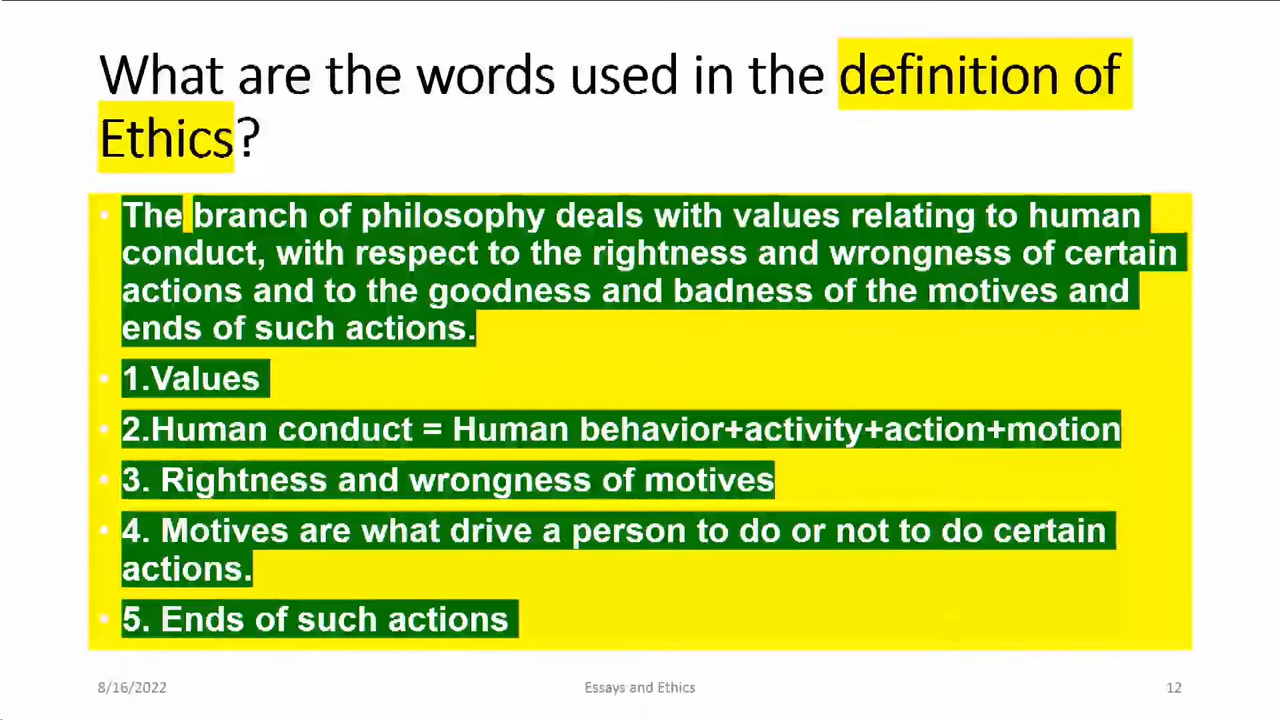 What are the words used in the definition of
Ethics?
• The branch of philosophy deals with values relating to human
conduct, with respect to the rightness and wrongness of certain
actions and to the goodness and badness of the motives and
ends of such actions.
• 1.Values
• 2.Human conduct = Human behavior+activity+action+motion
• 3. Rightness and wrongness of motives
• 4. Motives are what drive a person to do or not to do certain
actions.
• 5. Ends of such actions
8/16/2022
Essays and Ethics
12